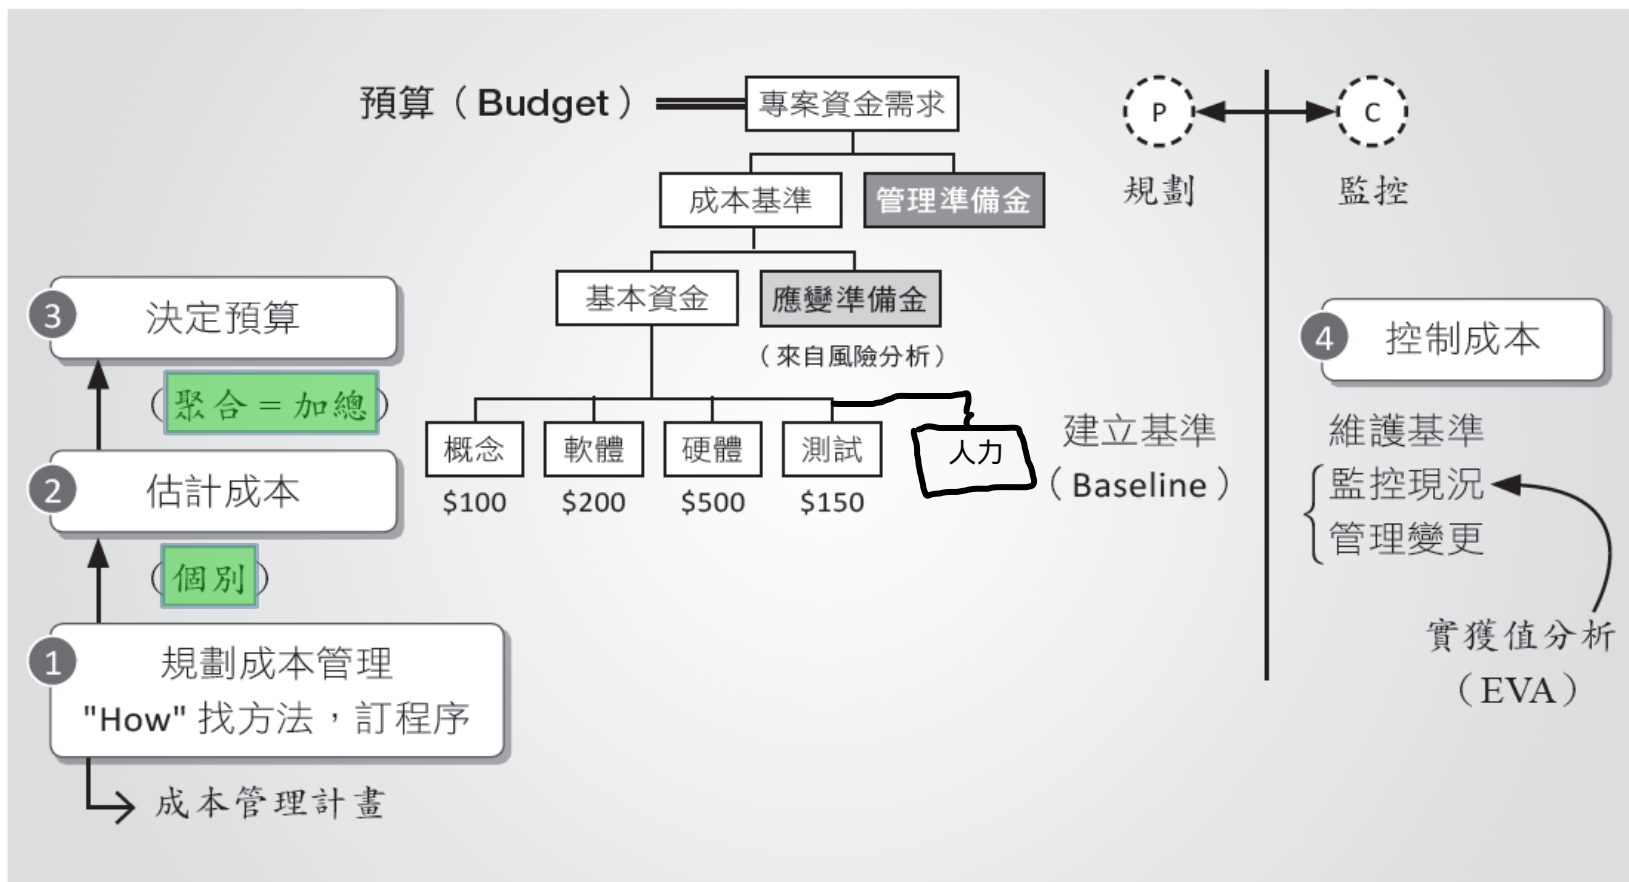 預算（Budget）
專案資金需求
成本基準
管理準備金
基本資金
應變準備金
（來自風險分析）
概念
軟體
硬體
測試
人力
$100
$200
$500
$150
建立基準
（Baseline）
3
決定預算
（聚合 = 加總）
2
估計成本
（個別）
1
規劃成本管理
"How" 找方法，訂程序
成本管理計畫
P
C
規劃
監控
4
控制成本
維護基準
監控現況
管理變更
實獲值分析
（EVA）